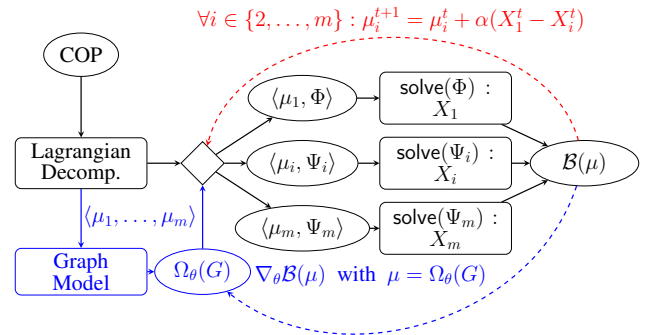 ∀i ∈ {2, . . . , m} : μ_i^{t+1} = μ_i^t + α(X_1^t − X_i^t)
COP
⟨μ_1, Φ⟩
solve(Φ) :
X_1
Lagrangian
Decomp.
⟨μ_i, Ψ_i⟩
solve(Ψ_i) :
X_i
B(μ)
⟨μ_1, . . . , μ_m⟩
⟨μ_m, Ψ_m⟩
solve(Ψ_m) :
X_m
Graph
Model
Ω_θ(G)
∇_θB(μ) with μ = Ω_θ(G)